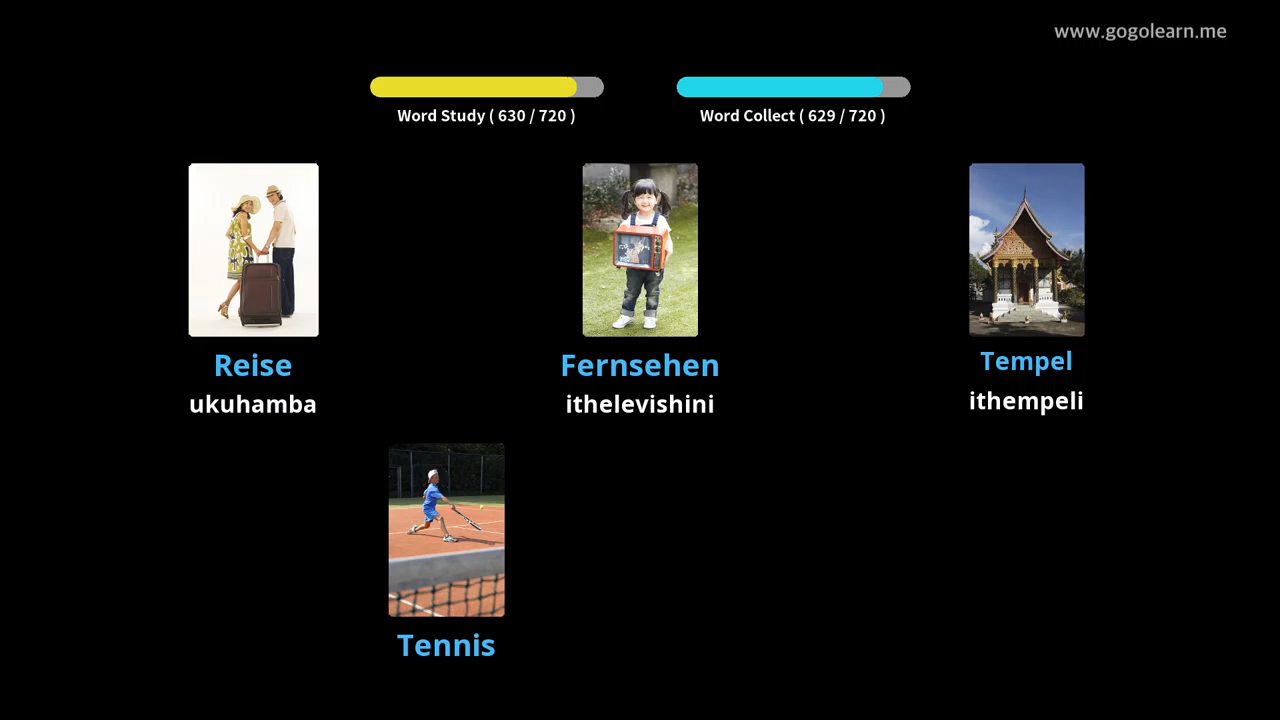 www.gogolearn.me
Word Study ( 630 / 720 )
Word Collect ( 629 / 720 )
Reise
ukuhamba
Fernsehen
ithelevishini
Tempel
ithempeli
Tennis